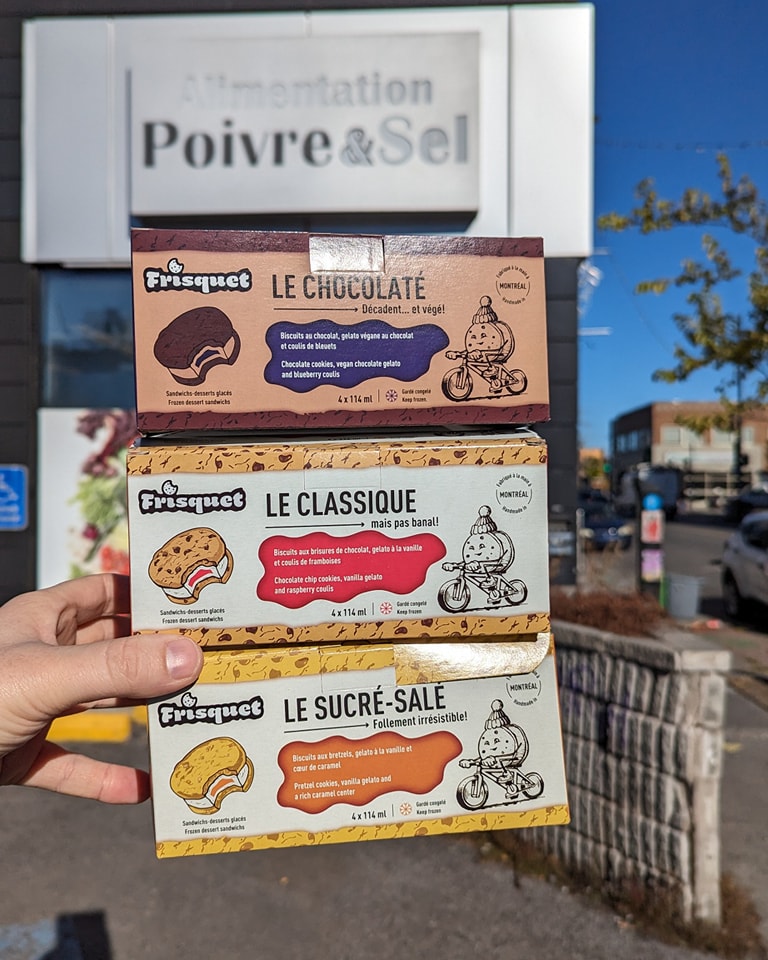 Alimentation
Poivre & Sel
Frisquet
LE CHOCOLATÉ
Décadent... et végé!
Biscuits au chocolat, gelato végane au chocolat
et coulis de bleuets
Chocolate cookies, vegan chocolate gelato
and blueberry coulis
Sandwichs-desserts glacés
Frozen dessert sandwichs
4 x 114 ml
Gardé congelé
Keep frozen.
Fabriqué à la main à
MONTRÉAL
Handmade in
Frisquet
LE CLASSIQUE
mais pas banal!
Biscuits aux brisures de chocolat, gelato à la vanille
et coulis de framboises
Chocolate chip cookies, vanilla gelato
and raspberry coulis
Sandwichs-desserts glacés
Frozen dessert sandwichs
4 x 114 ml
Gardé congelé
Keep frozen
Fabriqué à la main à
MONTRÉAL
Handmade in
Frisquet
LE SUCRÉ-SALÉ
Follement irrésistible!
Biscuits aux bretzels, gelato à la vanille et
cœur de caramel
Pretzel cookies, vanilla gelato and
a rich caramel center
Sandwichs-desserts glacés
Frozen dessert sandwichs
4 x 114 ml
Gardé congelé
Keep frozen
MONTRÉAL
Handmade in